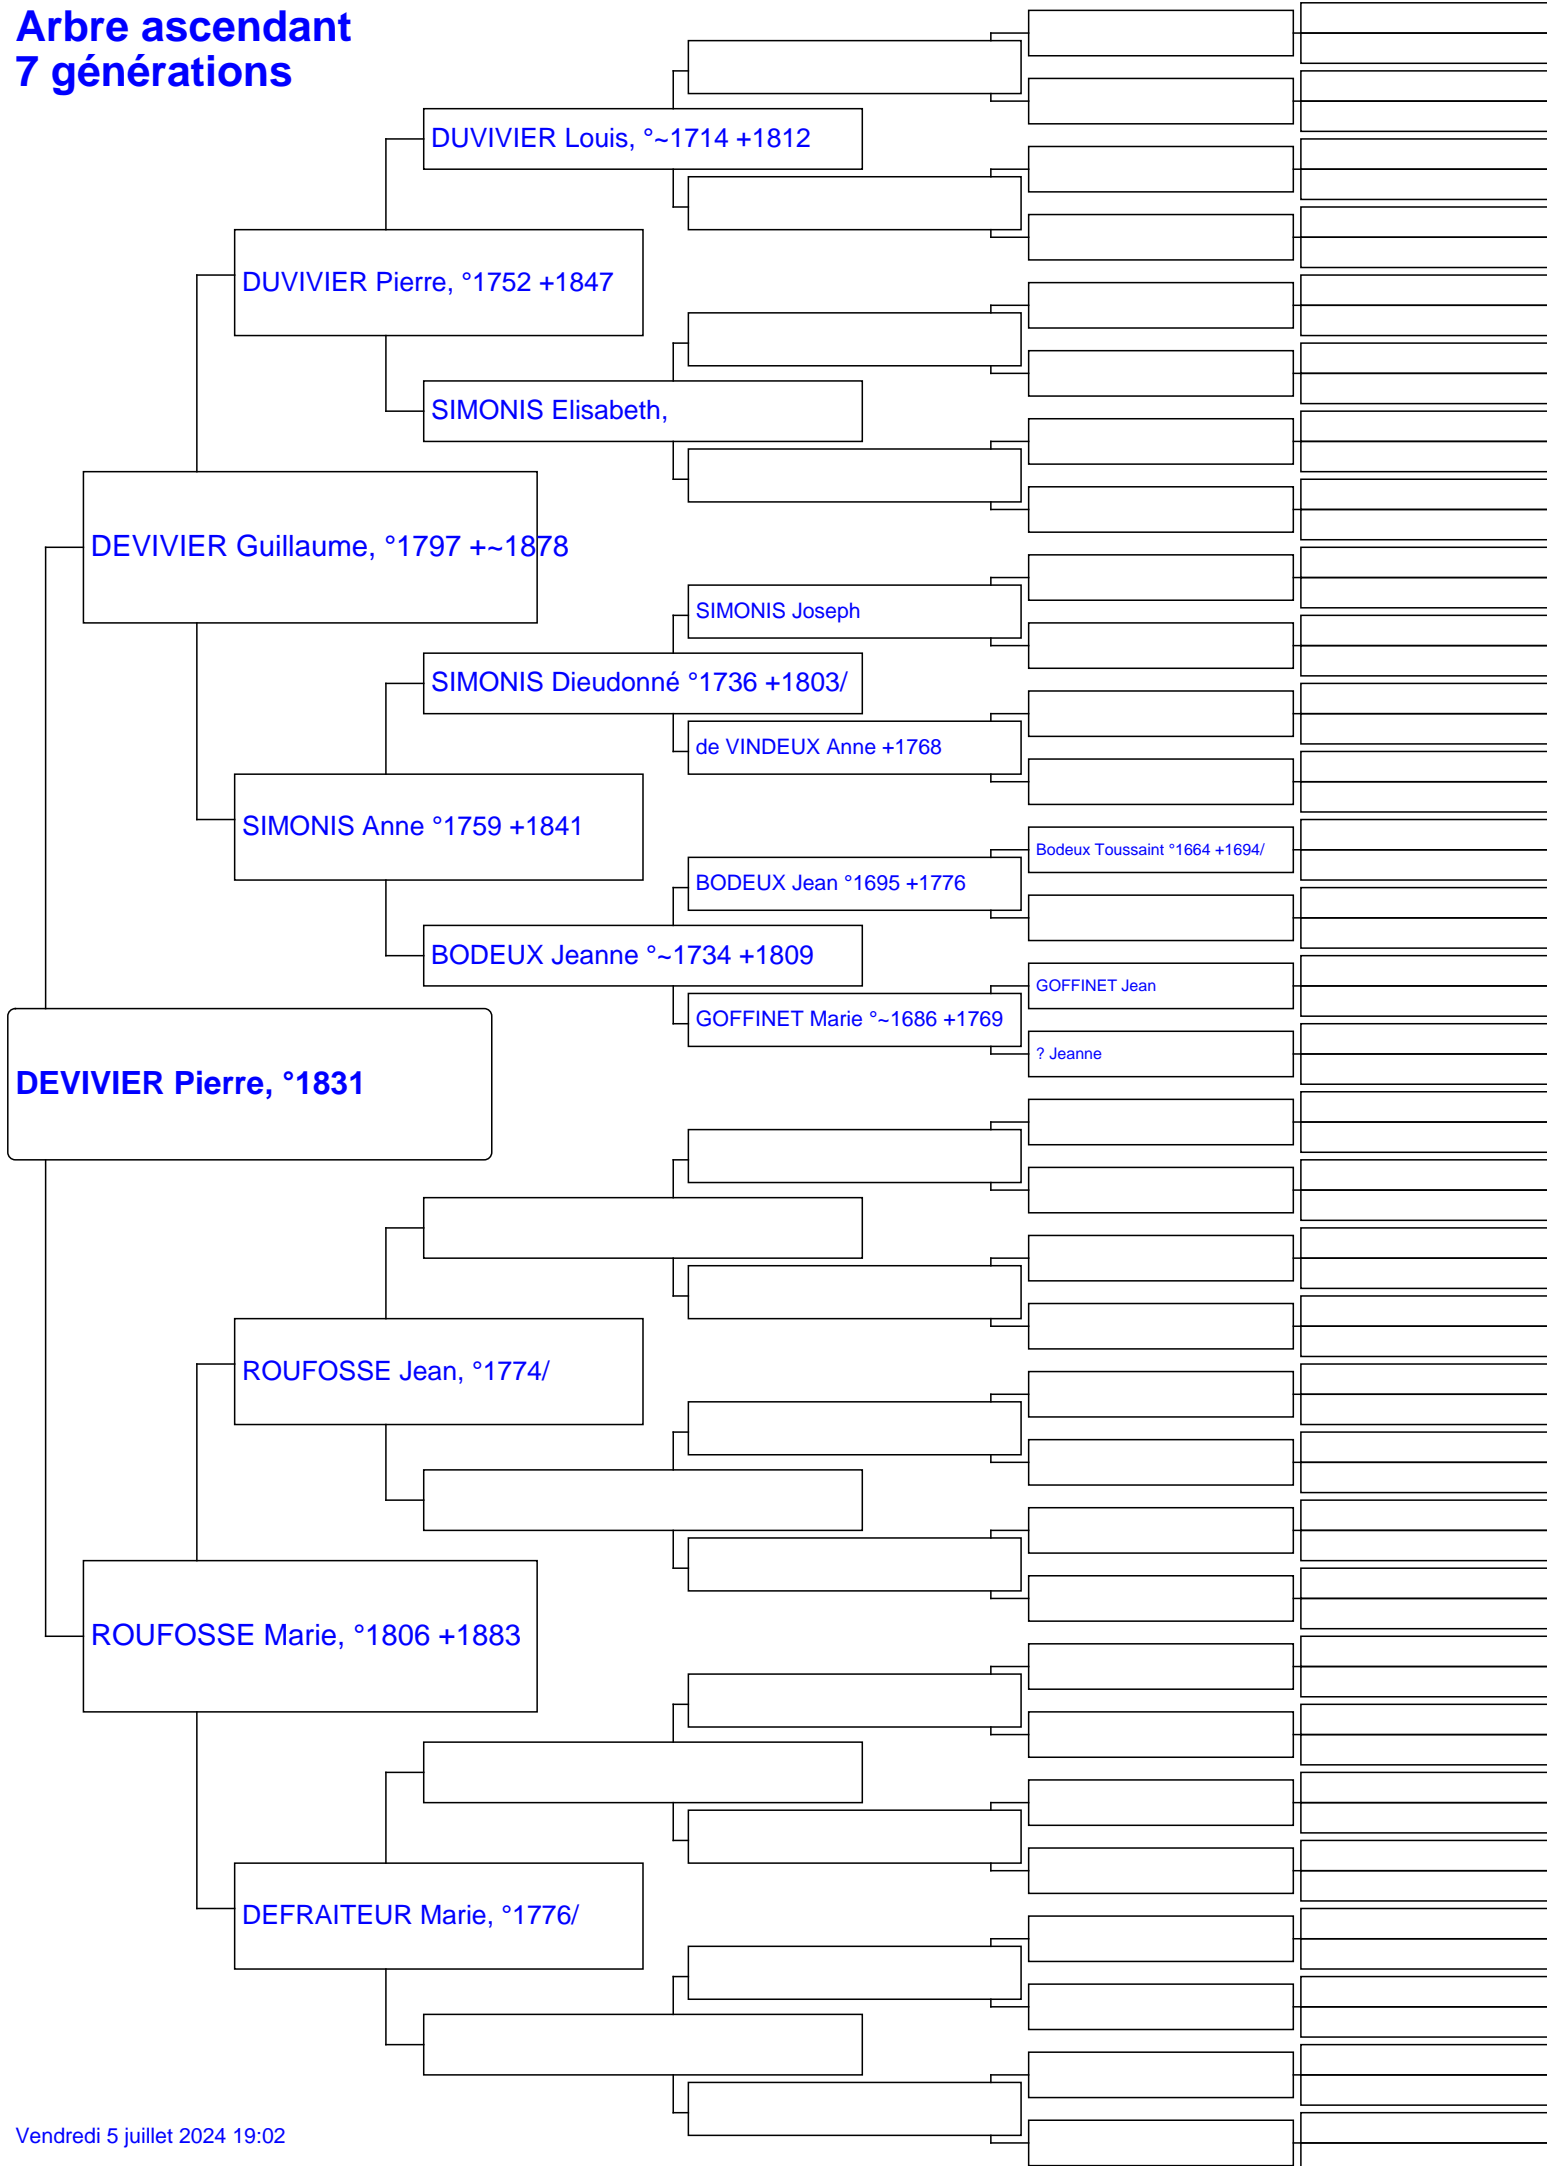 Arbre ascendant
7 générations
DUVIVIER Louis, °~1714 +1812
DUVIVIER Pierre, °1752 +1847
SIMONIS Elisabeth,
DEVIVIER Guillaume, °1797 +~1878
SIMONIS Joseph
SIMONIS Dieudonné °1736 +1803/
de VINDEUX Anne +1768
SIMONIS Anne °1759 +1841
Bodeux Toussaint °1664 +1694/
BODEUX Jean °1695 +1776
BODEUX Jeanne °~1734 +1809
GOFFINET Jean
GOFFINET Marie °~1686 +1769
? Jeanne
DEVIVIER Pierre, °1831
ROUFOSSE Jean, °1774/
ROUFOSSE Marie, °1806 +1883
DEFRAITEUR Marie, °1776/
Vendredi 5 juillet 2024 19:02